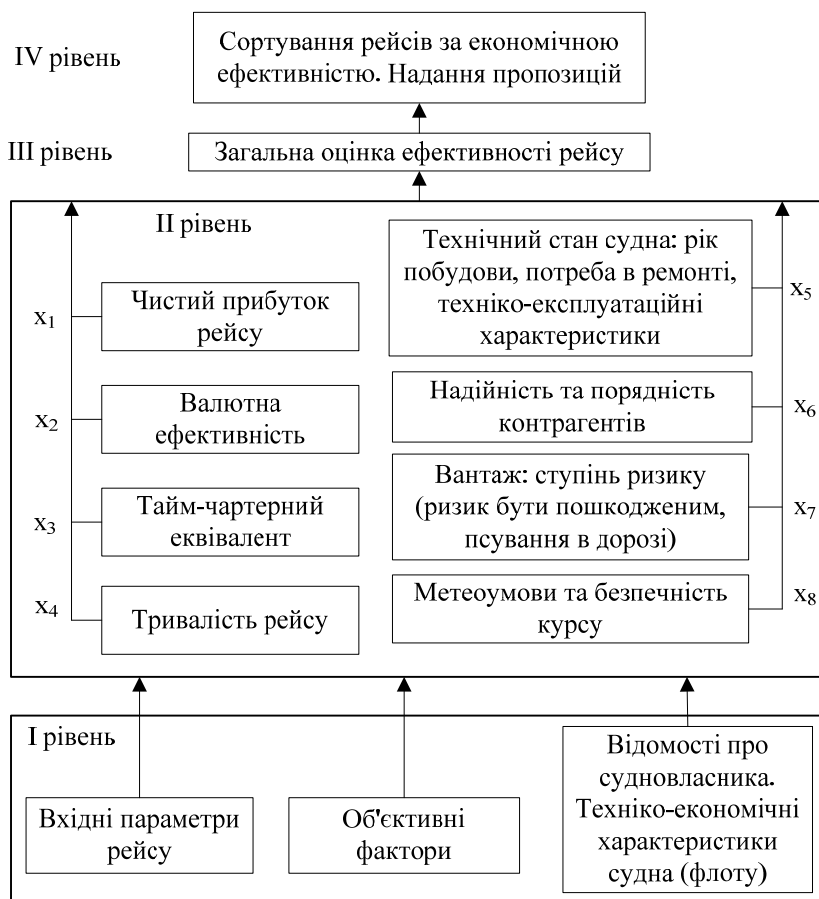 IV рівень
Сортування рейсів за економічною
ефективністю. Надання пропозицій
III рівень
Загальна оцінка ефективності рейсу
II рівень
x1
Чистий прибуток
рейсу
x2
Валютна
ефективність
x3
Тайм-чартерний
еквівалент
x4
Тривалість рейсу
Технічний стан судна: рік
побудови, потреба в ремонті,
техніко-експлуатаційні
характеристики
x5
Надійність та порядність
контрагентів
x6
Вантаж: ступінь ризику
(ризик бути пошкодженим,
псування в дорозі)
x7
Метеоумови та безпечність
курсу
x8
I рівень
Вхідні параметри
рейсу
Об'єктивні
фактори
Відомості про
судновласника.
Техніко-економічні
характеристики
судна (флоту)